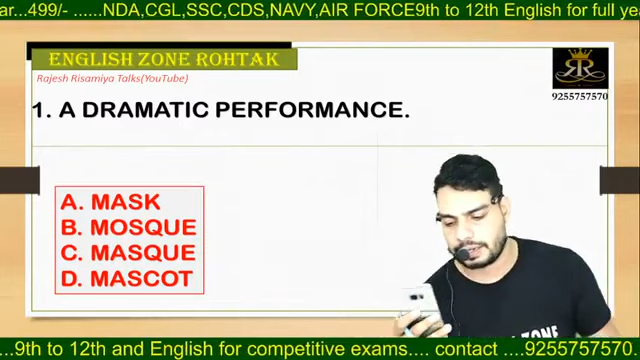 ar...499/- ....NDA,CGL,SSC,CDS,NAVY,AIR FORCE9th to 12th English for full ye
ENGLISH ZONE ROHTAK
Rajesh Risamiya Talks(YouTube)
9255757570
1. A DRAMATIC PERFORMANCE.
A. MASK
B. MOSQUE
C. MASQUE
D. MASCOT
...9th to 12th and English for competitive exams.... contact ...9255757570